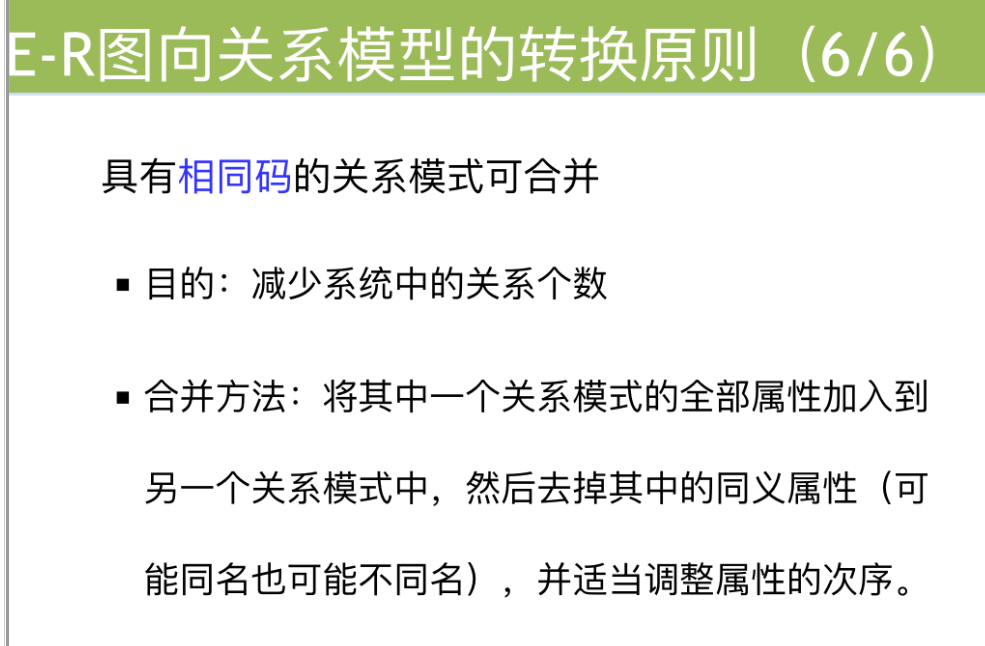 E-R图向关系模型的转换原则（6/6）
具有相同码的关系模式可合并
▪ 目的：减少系统中的关系个数
▪ 合并方法：将其中一个关系模式的全部属性加入到
另一个关系模式中，然后去掉其中的同义属性（可
能同名也可能不同名），并适当调整属性的次序。